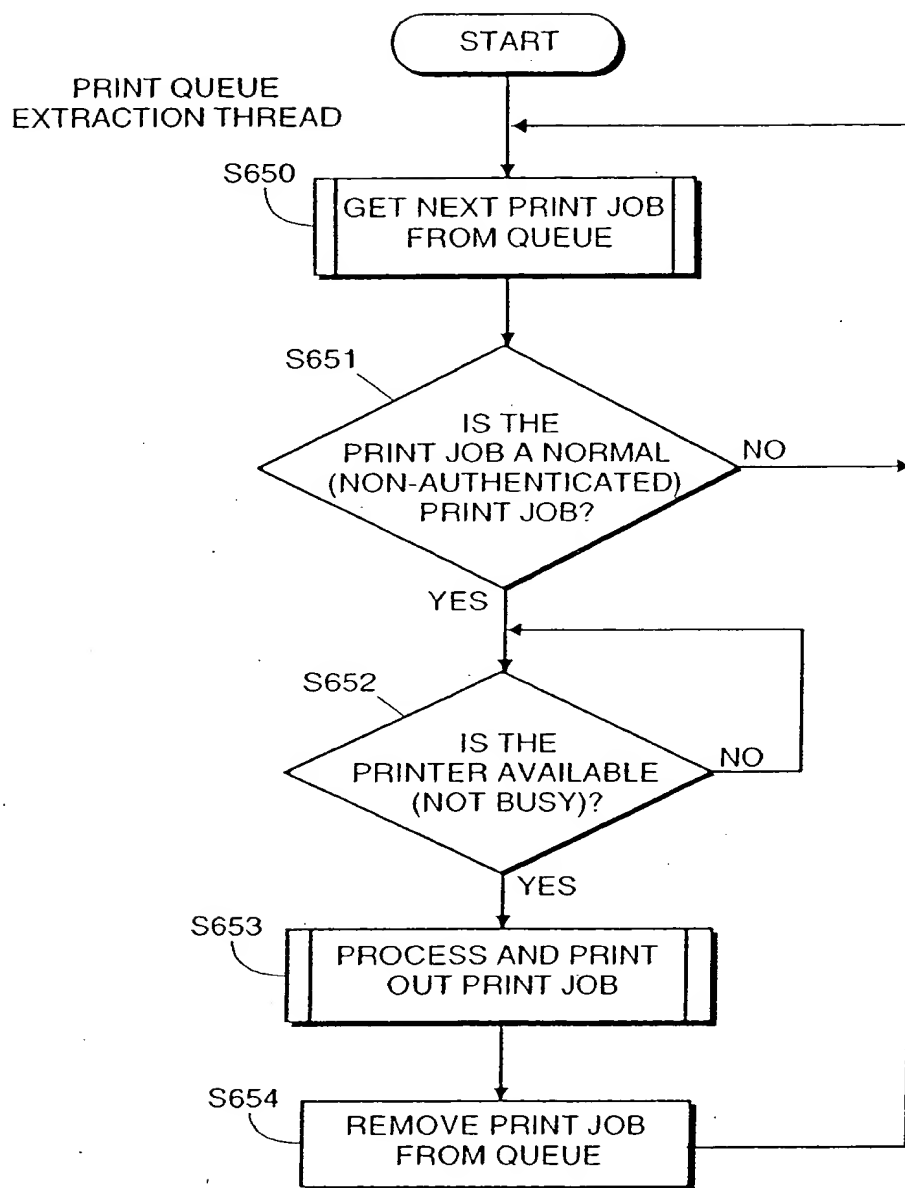 START
PRINT QUEUE
EXTRACTION THREAD
S650
GET NEXT PRINT JOB
FROM QUEUE
S651
IS THE
PRINT JOB A NORMAL
(NON-AUTHENTICATED)
PRINT JOB?
NO
YES
S652
IS THE
PRINTER AVAILABLE
(NOT BUSY)?
NO
YES
S653
PROCESS AND PRINT
OUT PRINT JOB
S654
REMOVE PRINT JOB
FROM QUEUE